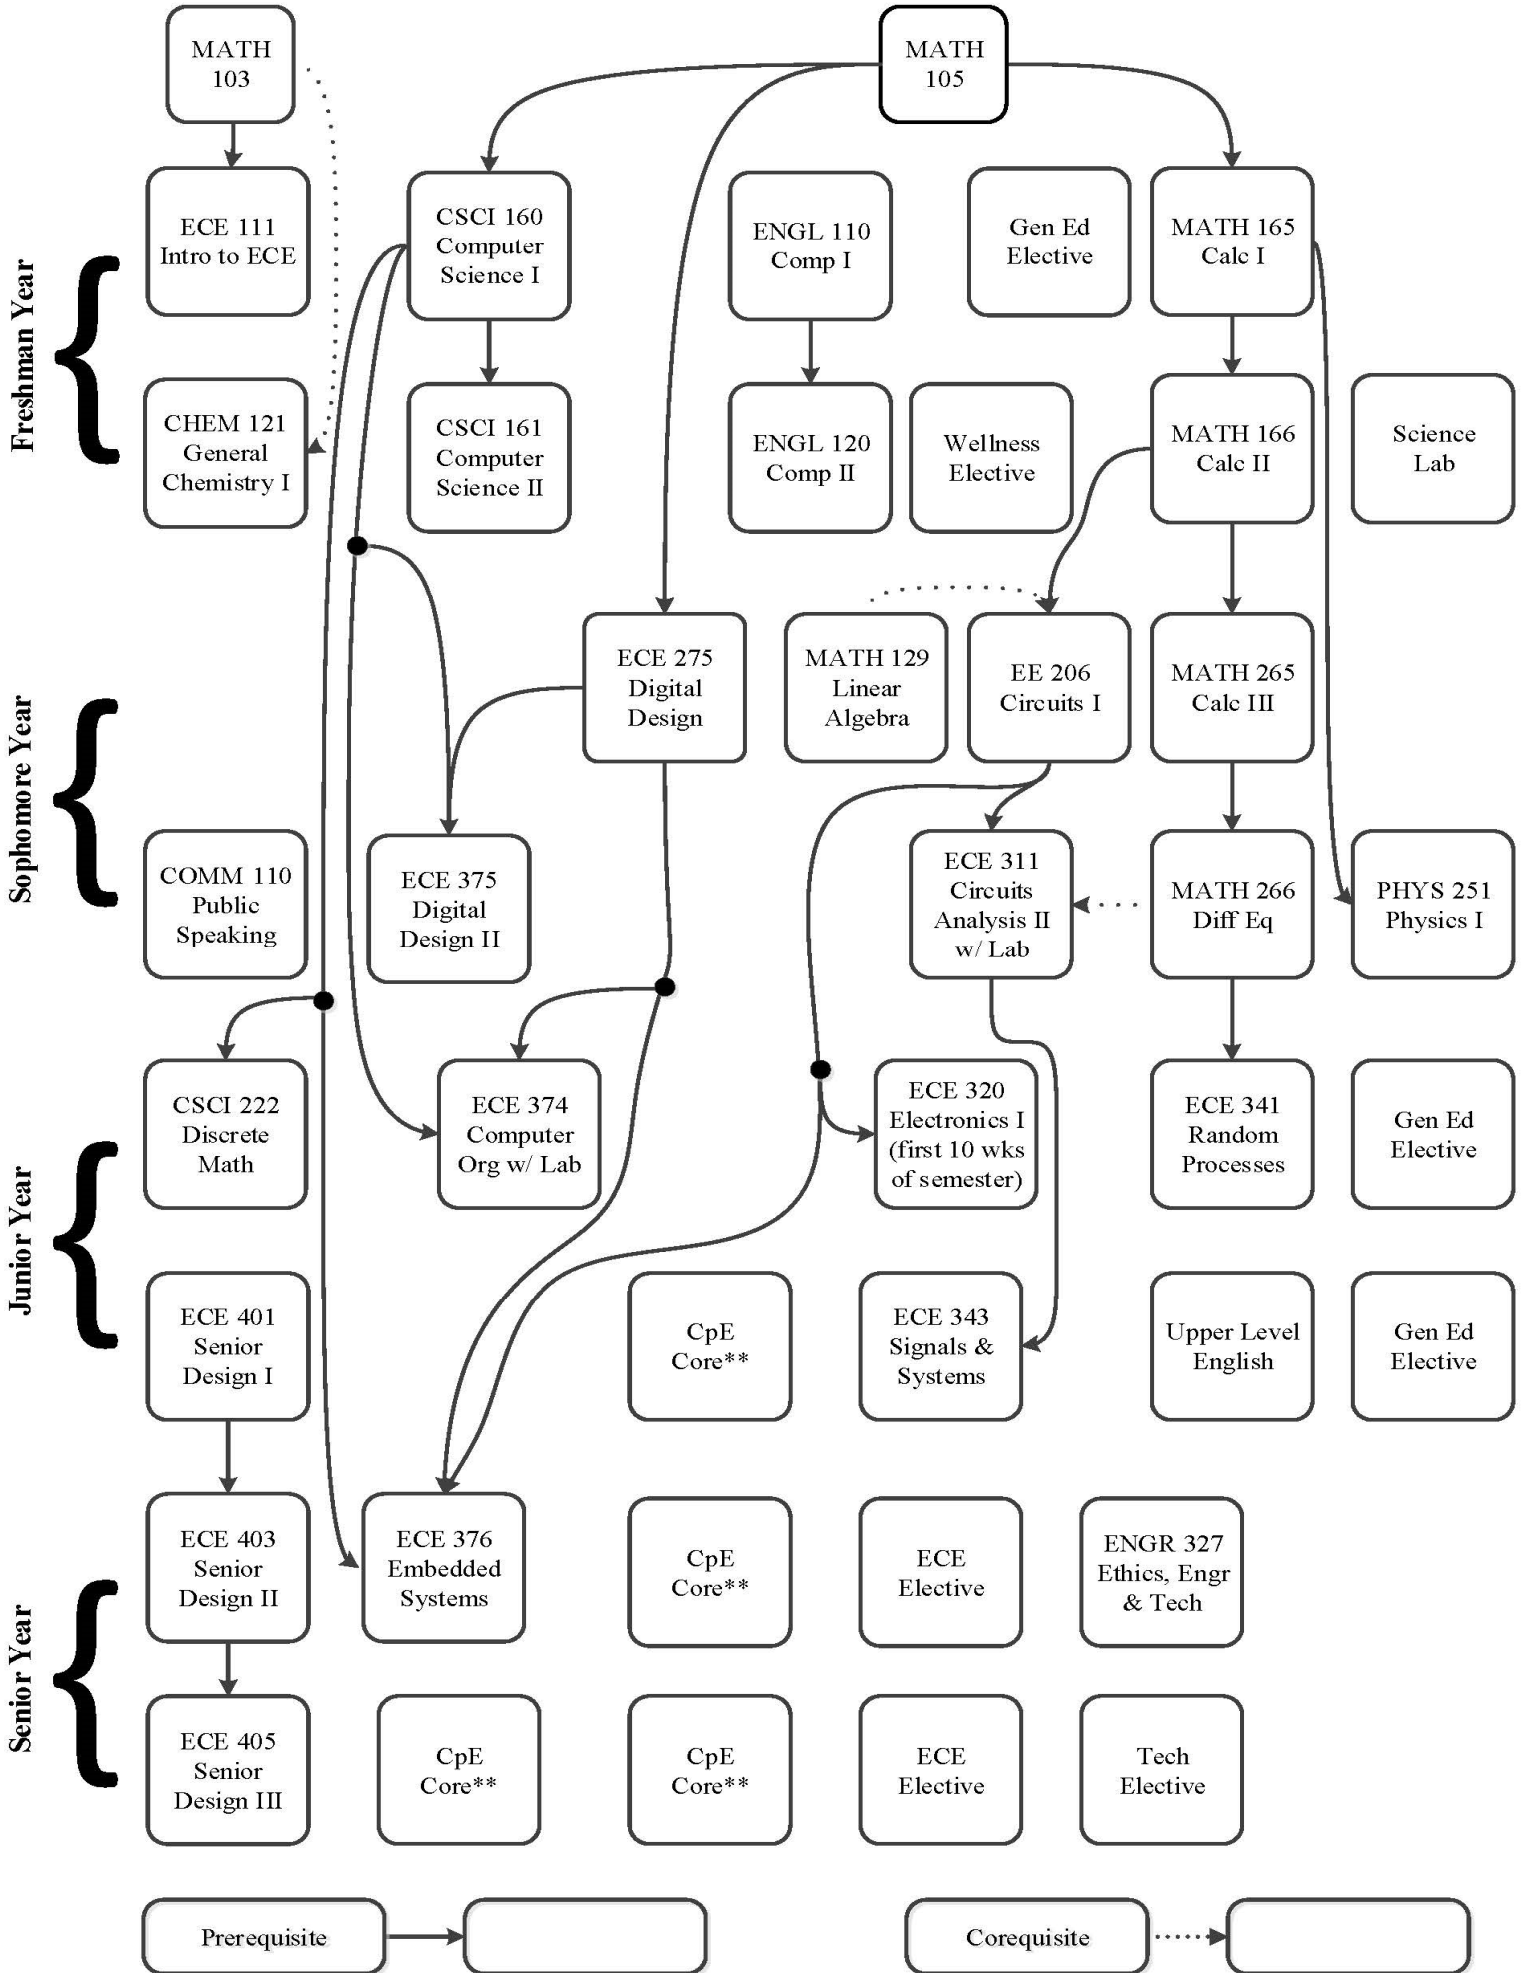 MATH
103
MATH
105
Freshman Year
ECE 111
Intro to ECE
CSCI 160
Computer
Science I
ENGL 110
Comp I
Gen Ed
Elective
MATH 165
Calc I
CHEM 121
General
Chemistry I
CSCI 161
Computer
Science II
ENGL 120
Comp II
Wellness
Elective
MATH 166
Calc II
Science
Lab
Sophomore Year
ECE 275
Digital
Design
MATH 129
Linear
Algebra
EE 206
Circuits I
MATH 265
Calc III
COMM 110
Public
Speaking
ECE 375
Digital
Design II
ECE 311
Circuits
Analysis II
w/ Lab
MATH 266
Diff Eq
PHYS 251
Physics I
Junior Year
CSCI 222
Discrete
Math
ECE 374
Computer
Org w/ Lab
ECE 320
Electronics I
(first 10 wks
of semester)
ECE 341
Random
Processes
Gen Ed
Elective
ECE 401
Senior
Design I
CpE
Core**
ECE 343
Signals &
Systems
Upper Level
English
Gen Ed
Elective
Senior Year
ECE 403
Senior
Design II
ECE 376
Embedded
Systems
CpE
Core**
ECE
Elective
ENGR 327
Ethics, Engr
& Tech
ECE 405
Senior
Design III
CpE
Core**
CpE
Core**
ECE
Elective
Tech
Elective
Prerequisite
Corequisite